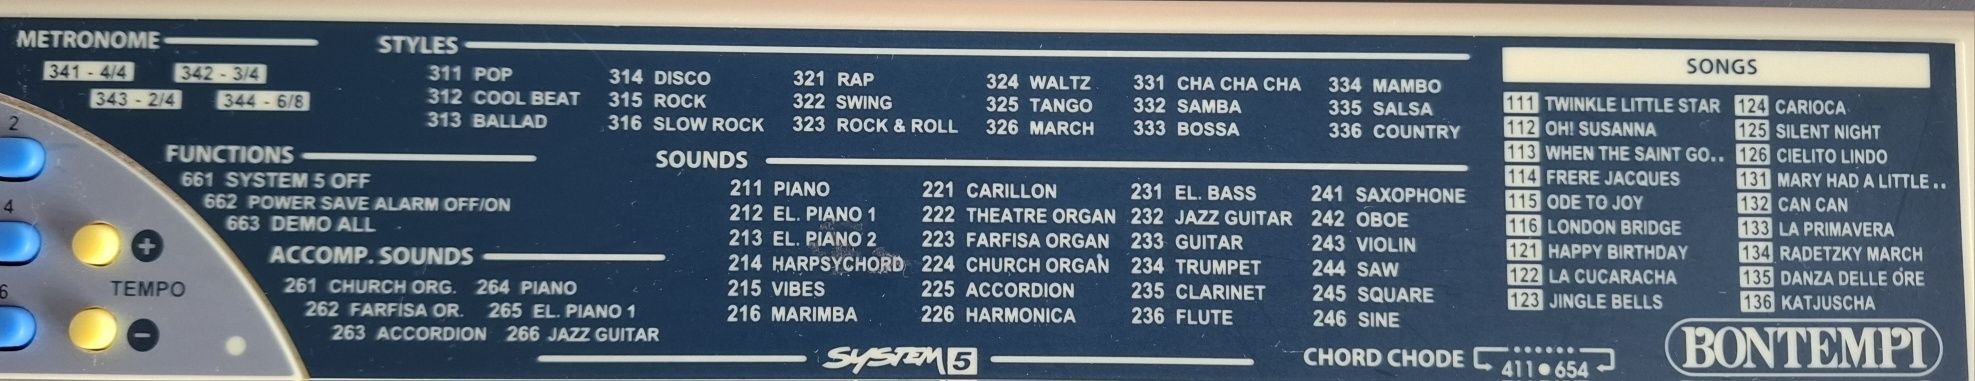 METRONOME
341 - 4/4 342 - 3/4
343 - 2/4 344 - 6/8
2
4
6
+
TEMPO
-
STYLES
311 POP 314 DISCO 321 RAP 324 WALTZ 331 CHA CHA CHA 334 MAMBO
312 COOL BEAT 315 ROCK 322 SWING 325 TANGO 332 SAMBA 335 SALSA
313 BALLAD 316 SLOW ROCK 323 ROCK & ROLL 326 MARCH 333 BOSSA 336 COUNTRY
FUNCTIONS
661 SYSTEM 5 OFF
662 POWER SAVE ALARM OFF/ON
663 DEMO ALL
ACCOMP. SOUNDS
261 CHURCH ORG. 264 PIANO
262 FARFISA OR. 265 EL. PIANO 1
263 ACCORDION 266 JAZZ GUITAR
SOUNDS
211 PIANO 221 CARILLON 231 EL. BASS 241 SAXOPHONE
212 EL. PIANO 1 222 THEATRE ORGAN 232 JAZZ GUITAR 242 OBOE
213 EL. PIANO 2 223 FARFISA ORGAN 233 GUITAR 243 VIOLIN
214 HARPSYCHORD 224 CHURCH ORGAN 234 TRUMPET 244 SAW
215 VIBES 225 ACCORDION 235 CLARINET 245 SQUARE
216 MARIMBA 226 HARMONICA 236 FLUTE 246 SINE
SYSTEM 5
CHORD CHODE 411•654
SONGS
111 TWINKLE LITTLE STAR 124 CARIOCA
112 OH! SUSANNA 125 SILENT NIGHT
113 WHEN THE SAINT GO.. 126 CIELITO LINDO
114 FRERE JACQUES 131 MARY HAD A LITTLE ..
115 ODE TO JOY 132 CAN CAN
116 LONDON BRIDGE 133 LA PRIMAVERA
121 HAPPY BIRTHDAY 134 RADETZKY MARCH
122 LA CUCARACHA 135 DANZA DELLE ORE
123 JINGLE BELLS 136 KATJUSCHA
BONTEMPI